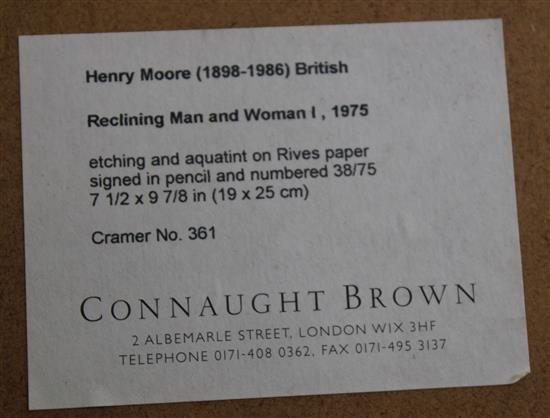 Henry Moore (1898-1986) British
Reclining Man and Woman I , 1975
etching and aquatint on Rives paper
signed in pencil and numbered 38/75
7 1/2 x 9 7/8 in (19 x 25 cm)
Cramer No. 361
CONNAUGHT BROWN
2 ALBEMARLE STREET, LONDON W1X 3HF
TELEPHONE 0171-408 0362, FAX 0171-495 3137